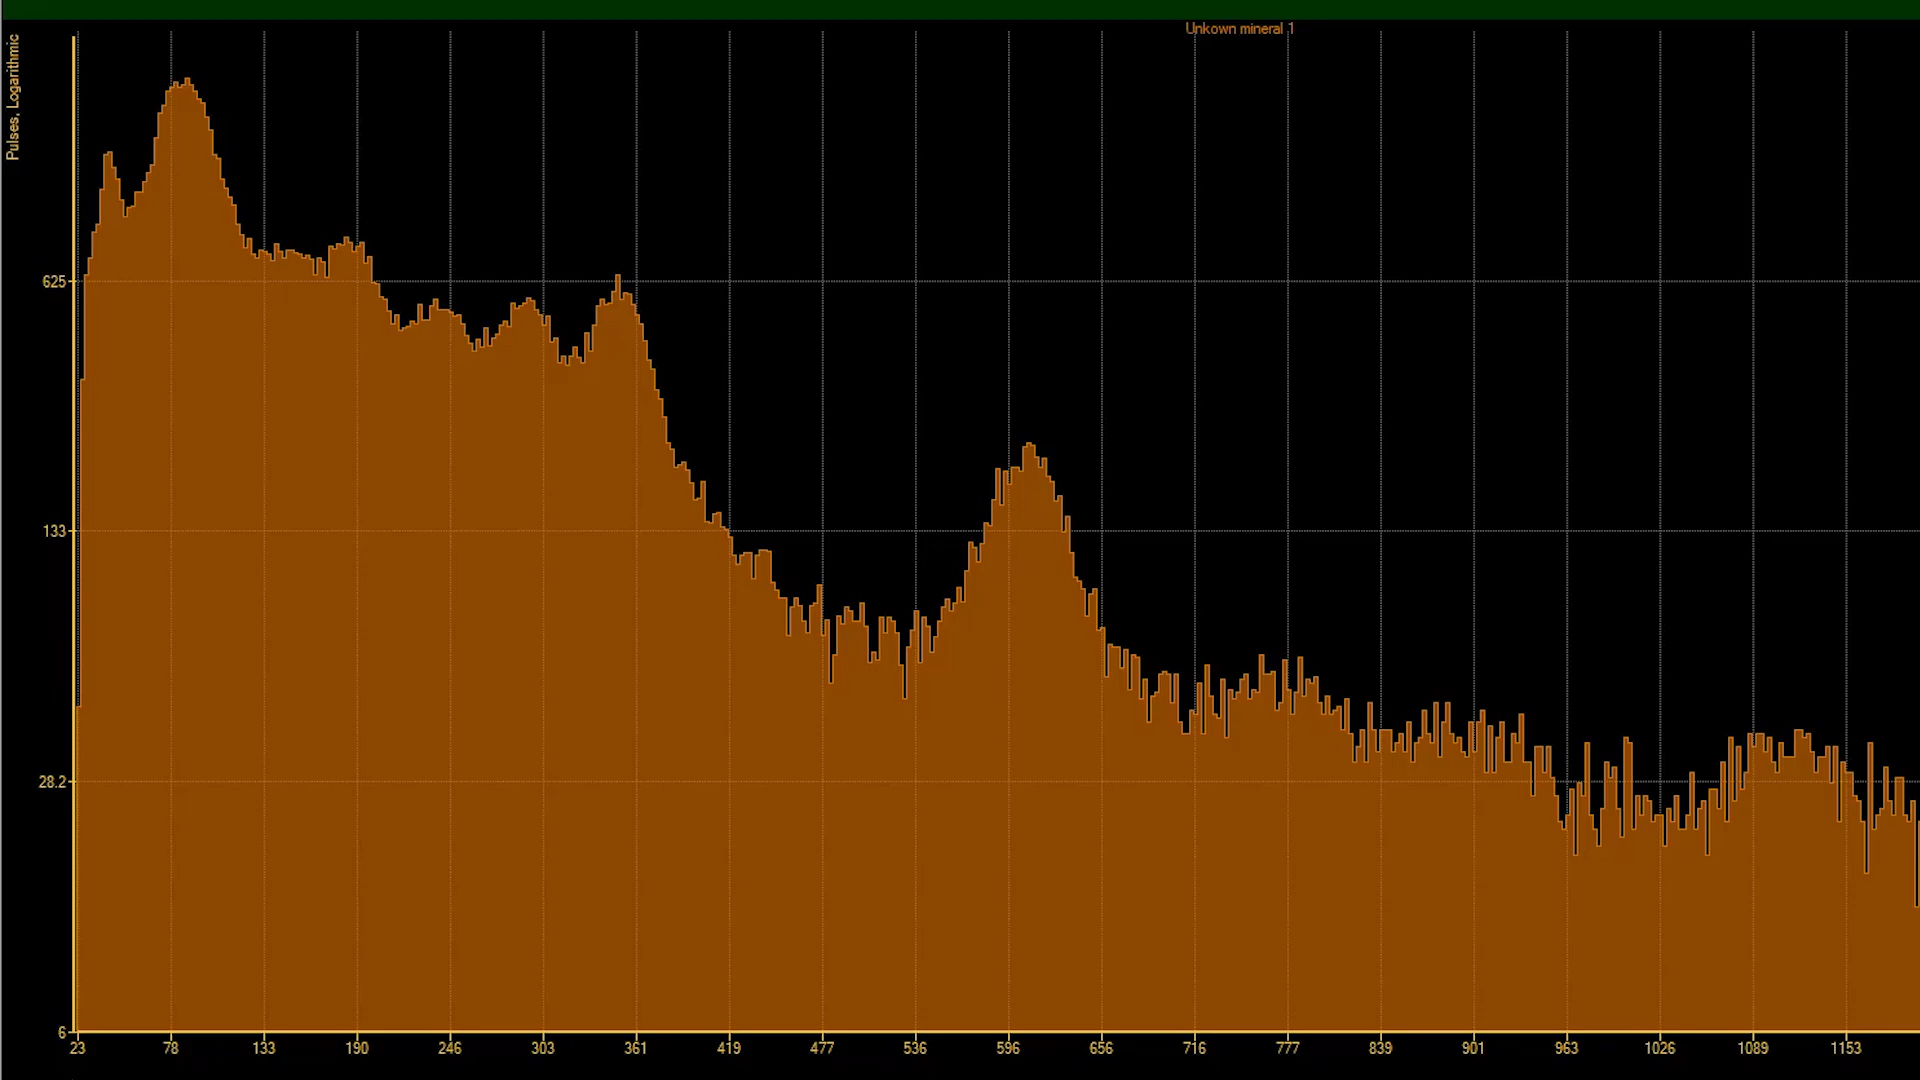 Unkown mineral 1
Pulses, Logarithmic
625
133
28.2
6
23 78 133 190 246 303 361 419 477 536 596 656 716 777 839 901 963 1026 1089 1153